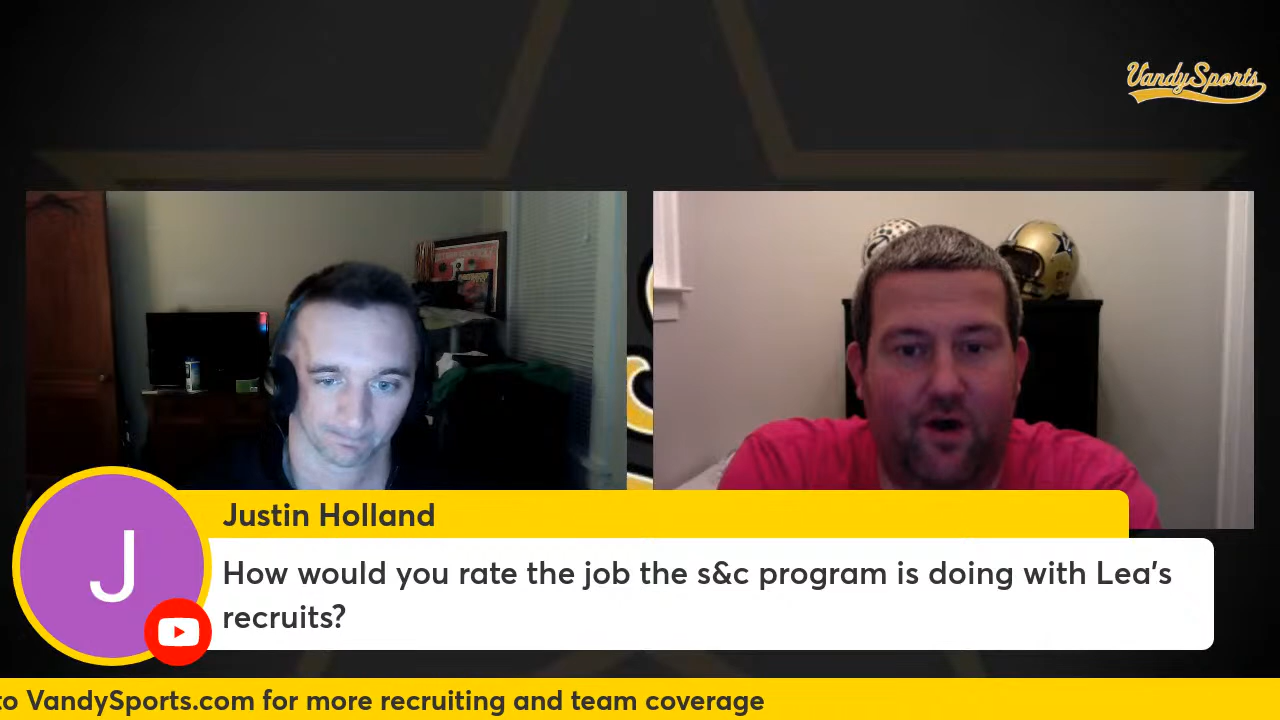 VandySports
Justin Holland
J
How would you rate the job the s&c program is doing with Lea's
recruits?
to VandySports.com for more recruiting and team coverage